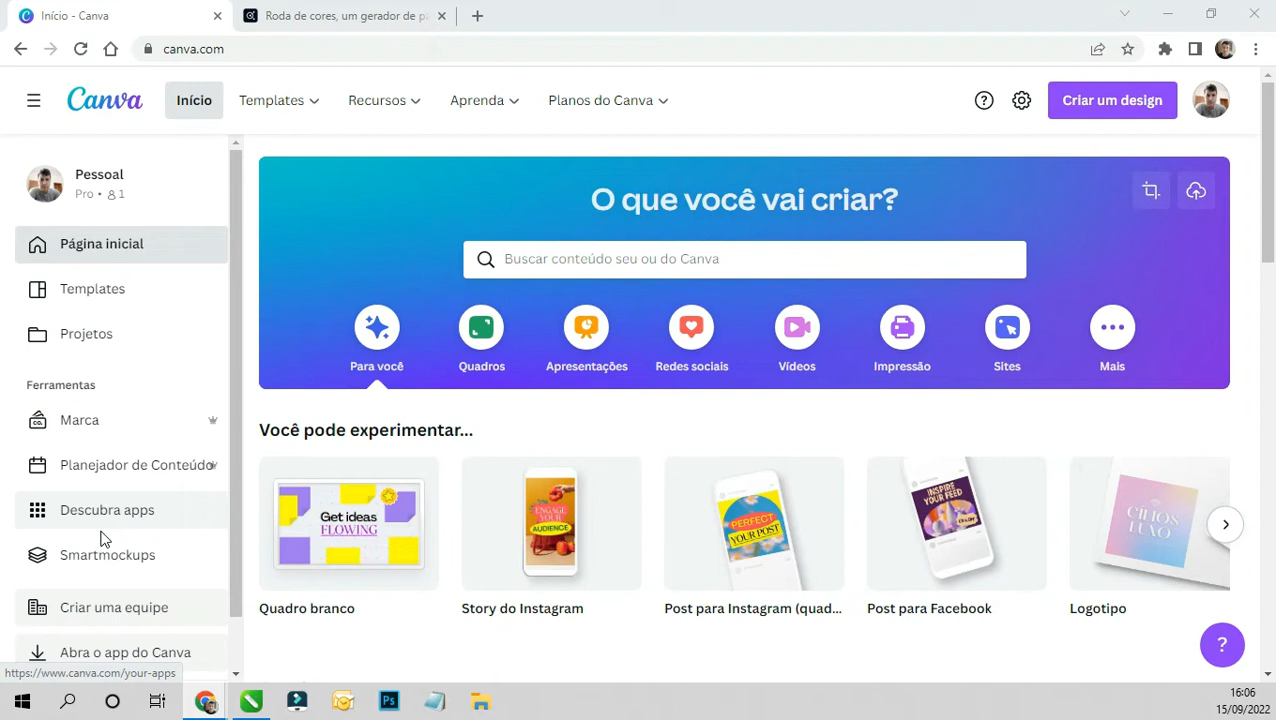 Início - Canva
Roda de cores, um gerador de p
canva.com
Canva
Início
Templates
Recursos
Aprenda
Planos do Canva
Criar um design
Pessoal
Pro • 1
Página inicial
Templates
Projetos
Ferramentas
Marca
Planejador de Conteúdo
Descubra apps
Smartmockups
Criar uma equipe
Abra o app do Canva
https://www.canva.com/your-apps
O que você vai criar?
Buscar conteúdo seu ou do Canva
Para você
Quadros
Apresentações
Redes sociais
Vídeos
Impressão
Sites
Mais
Você pode experimentar...
Get ideas
FLOWING
ENGAGE
YOUR
AUDIENCE
PERFECT
YOUR POST
INSPIRE
YOUR FEED
Quadro branco
Story do Instagram
Post para Instagram (quad...
Post para Facebook
Logotipo
CO.
Ps
16:06
15/09/2022